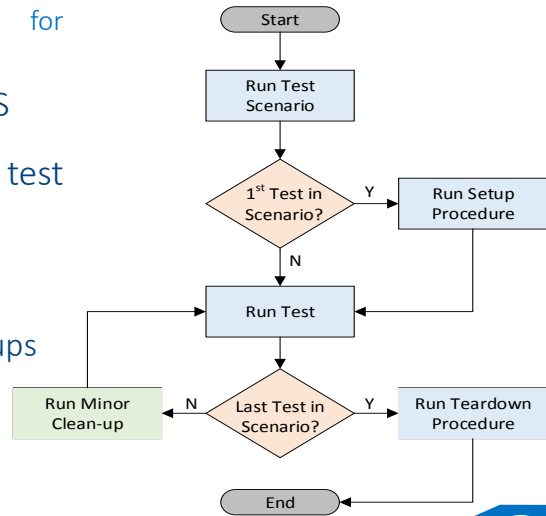 for
S
test
ups
Start
Run Test
Scenario
1st Test in
Scenario?
Y
Run Setup
Procedure
N
Run Test
Run Minor
Clean-up
N
Last Test in
Scenario?
Y
Run Teardown
Procedure
End